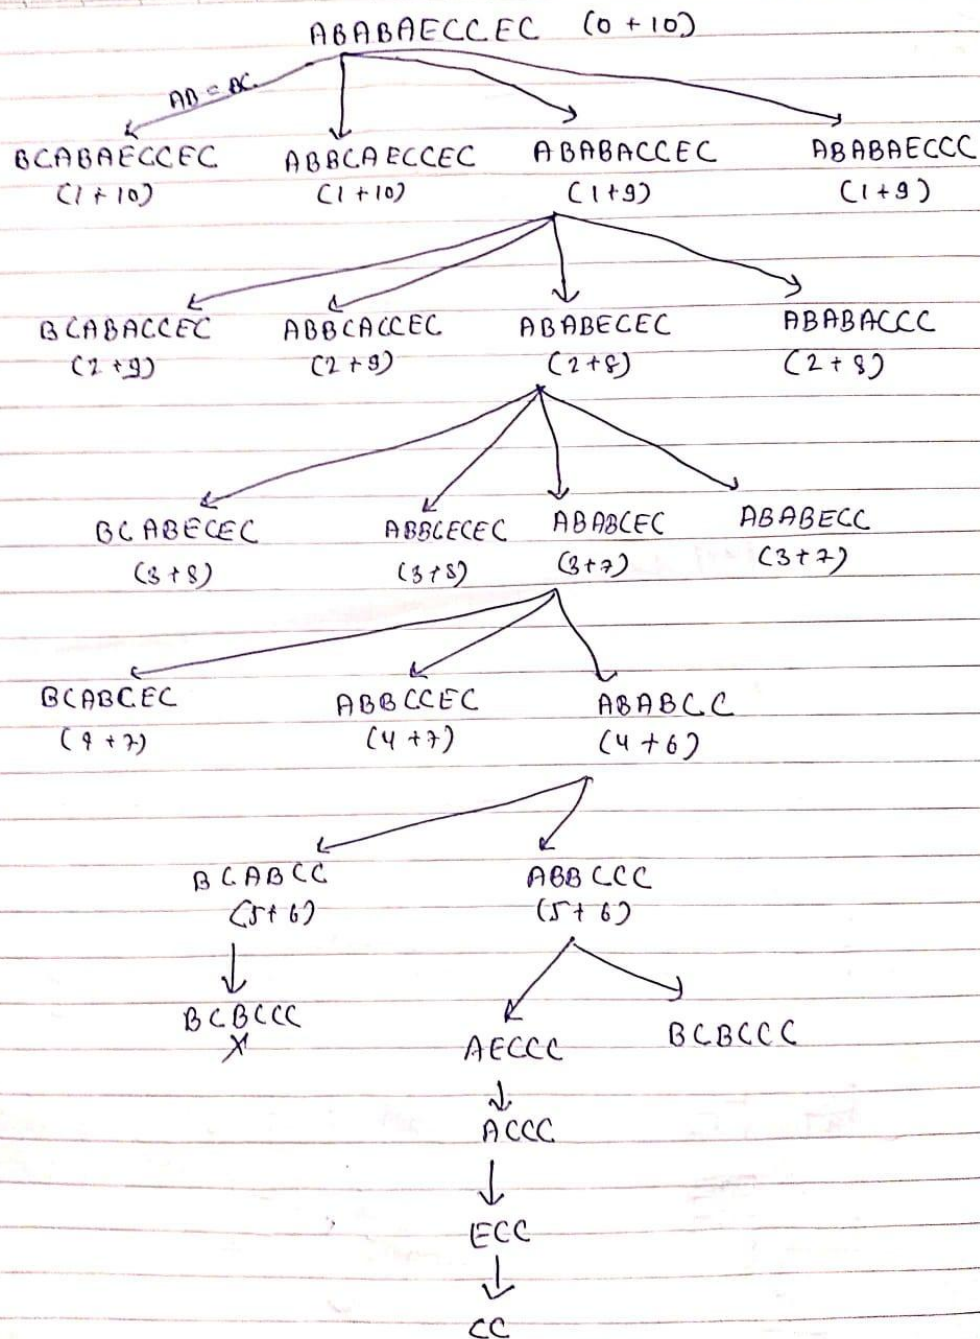 ABABAECCEC (0 + 10)
AB = BC
BCABAECCEC ABBCAECCEC ABABACCEC ABABAECCC
(1 + 10) (1 + 10) (1+9) (1+9)
BCABACCEC ABBCACCEC ABABECEC ABABACCC
(2 +9) (2 +9) (2+8) (2+8)
BCABECEC ABBCECEC ABABCEC ABABECC
(3+8) (3+8) (3+7) (3+7)
BCABCEC ABBCCEC ABABCC
(4 +7) (4 +7) (4 +6)
BCABCC ABBCCC
(5+ 6) (5+ 6)
BCBCCC AECCC BCBCCC
X
ACCC
ECC
CC